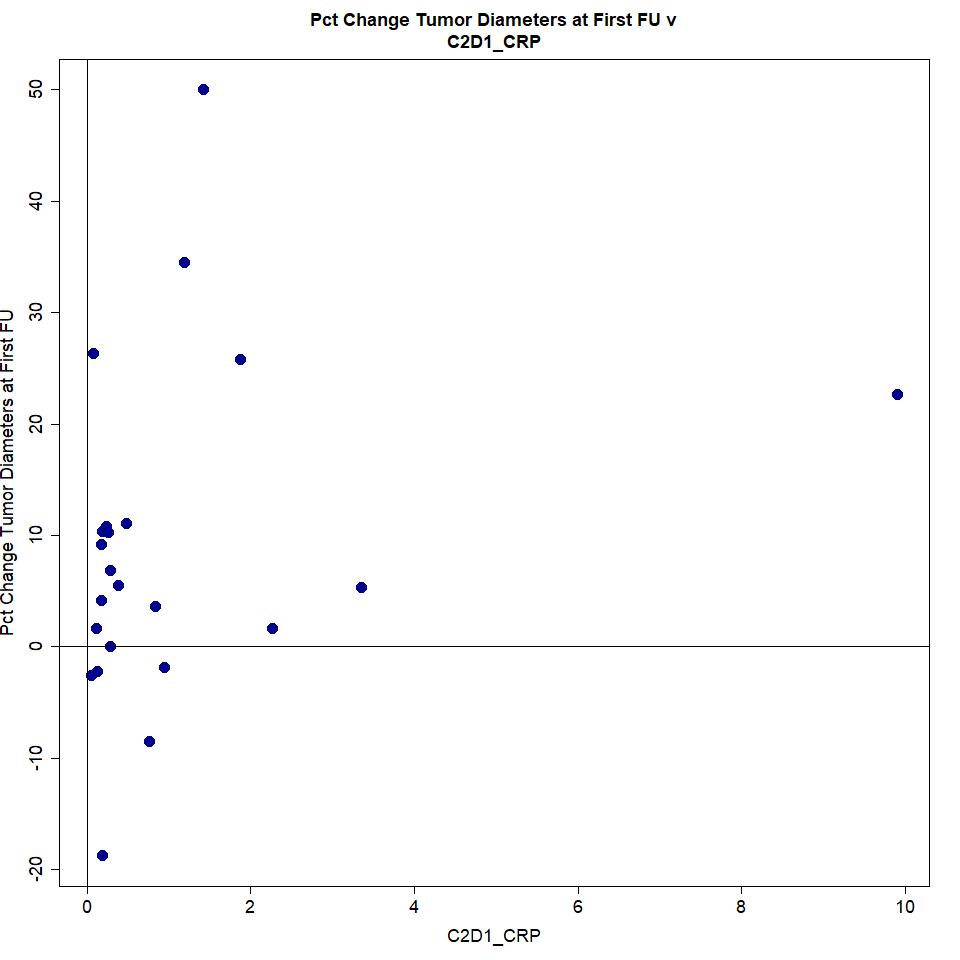 Pct Change Tumor Diameters at First FU v
C2D1_CRP
Pct Change Tumor Diameters at First FU
50
40
30
20
10
0
-10
-20
0 2 4 6 8 10
C2D1_CRP